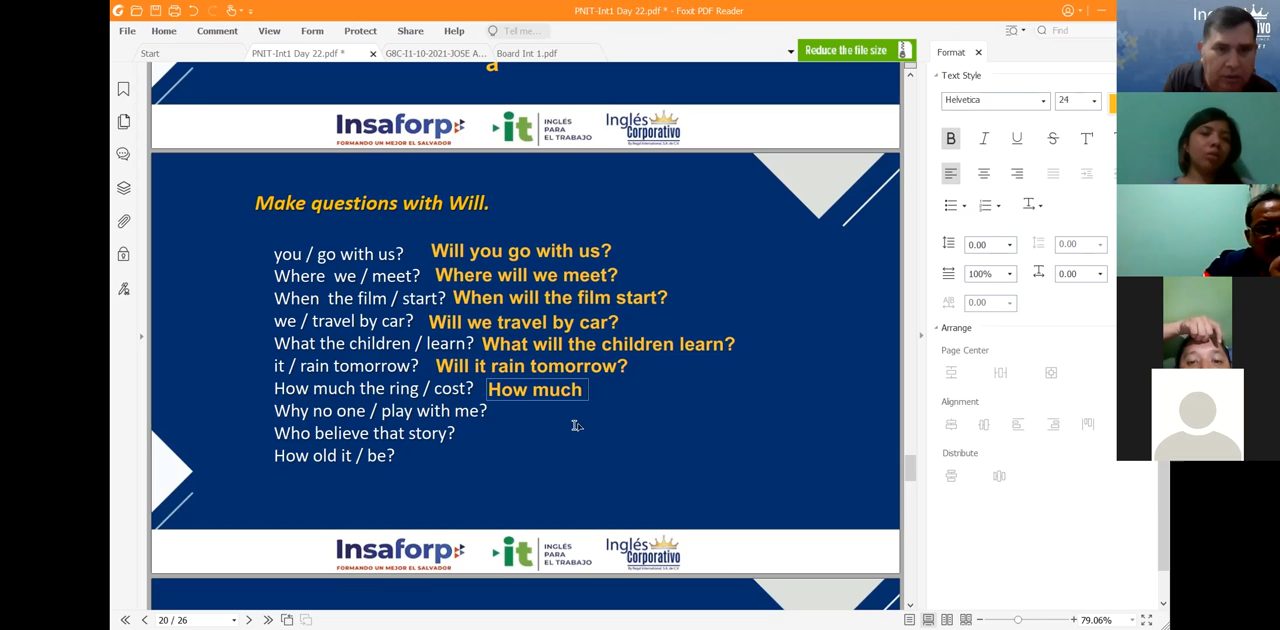 PNIT-Int1 Day 22.pdf * - Foxit PDF Reader
File Home Comment View Form Protect Share Help Tell me... Find
Start PNIT-Int1 Day 22.pdf * G8C-I1-10-2021-JOSE A... Board Int 1.pdf Reduce the file size Format
a
Insaforp FORMANDO UN MEJOR EL SALVADOR it INGLÉS PARA EL TRABAJO Inglés Corporativo
Make questions with Will.
you / go with us? Will you go with us?
Where we / meet? Where will we meet?
When the film / start? When will the film start?
we / travel by car? Will we travel by car?
What the children / learn? What will the children learn?
it / rain tomorrow? Will it rain tomorrow?
How much the ring / cost? How much
Why no one / play with me?
Who believe that story?
How old it / be?
Insaforp FORMANDO UN MEJOR EL SALVADOR it INGLÉS PARA EL TRABAJO Inglés Corporativo
20 / 26
79.06%
Text Style
Helvetica 24
B I U S T
0.00 0.00
100% 0.00
0.00
Arrange
Page Center
Alignment
Distribute